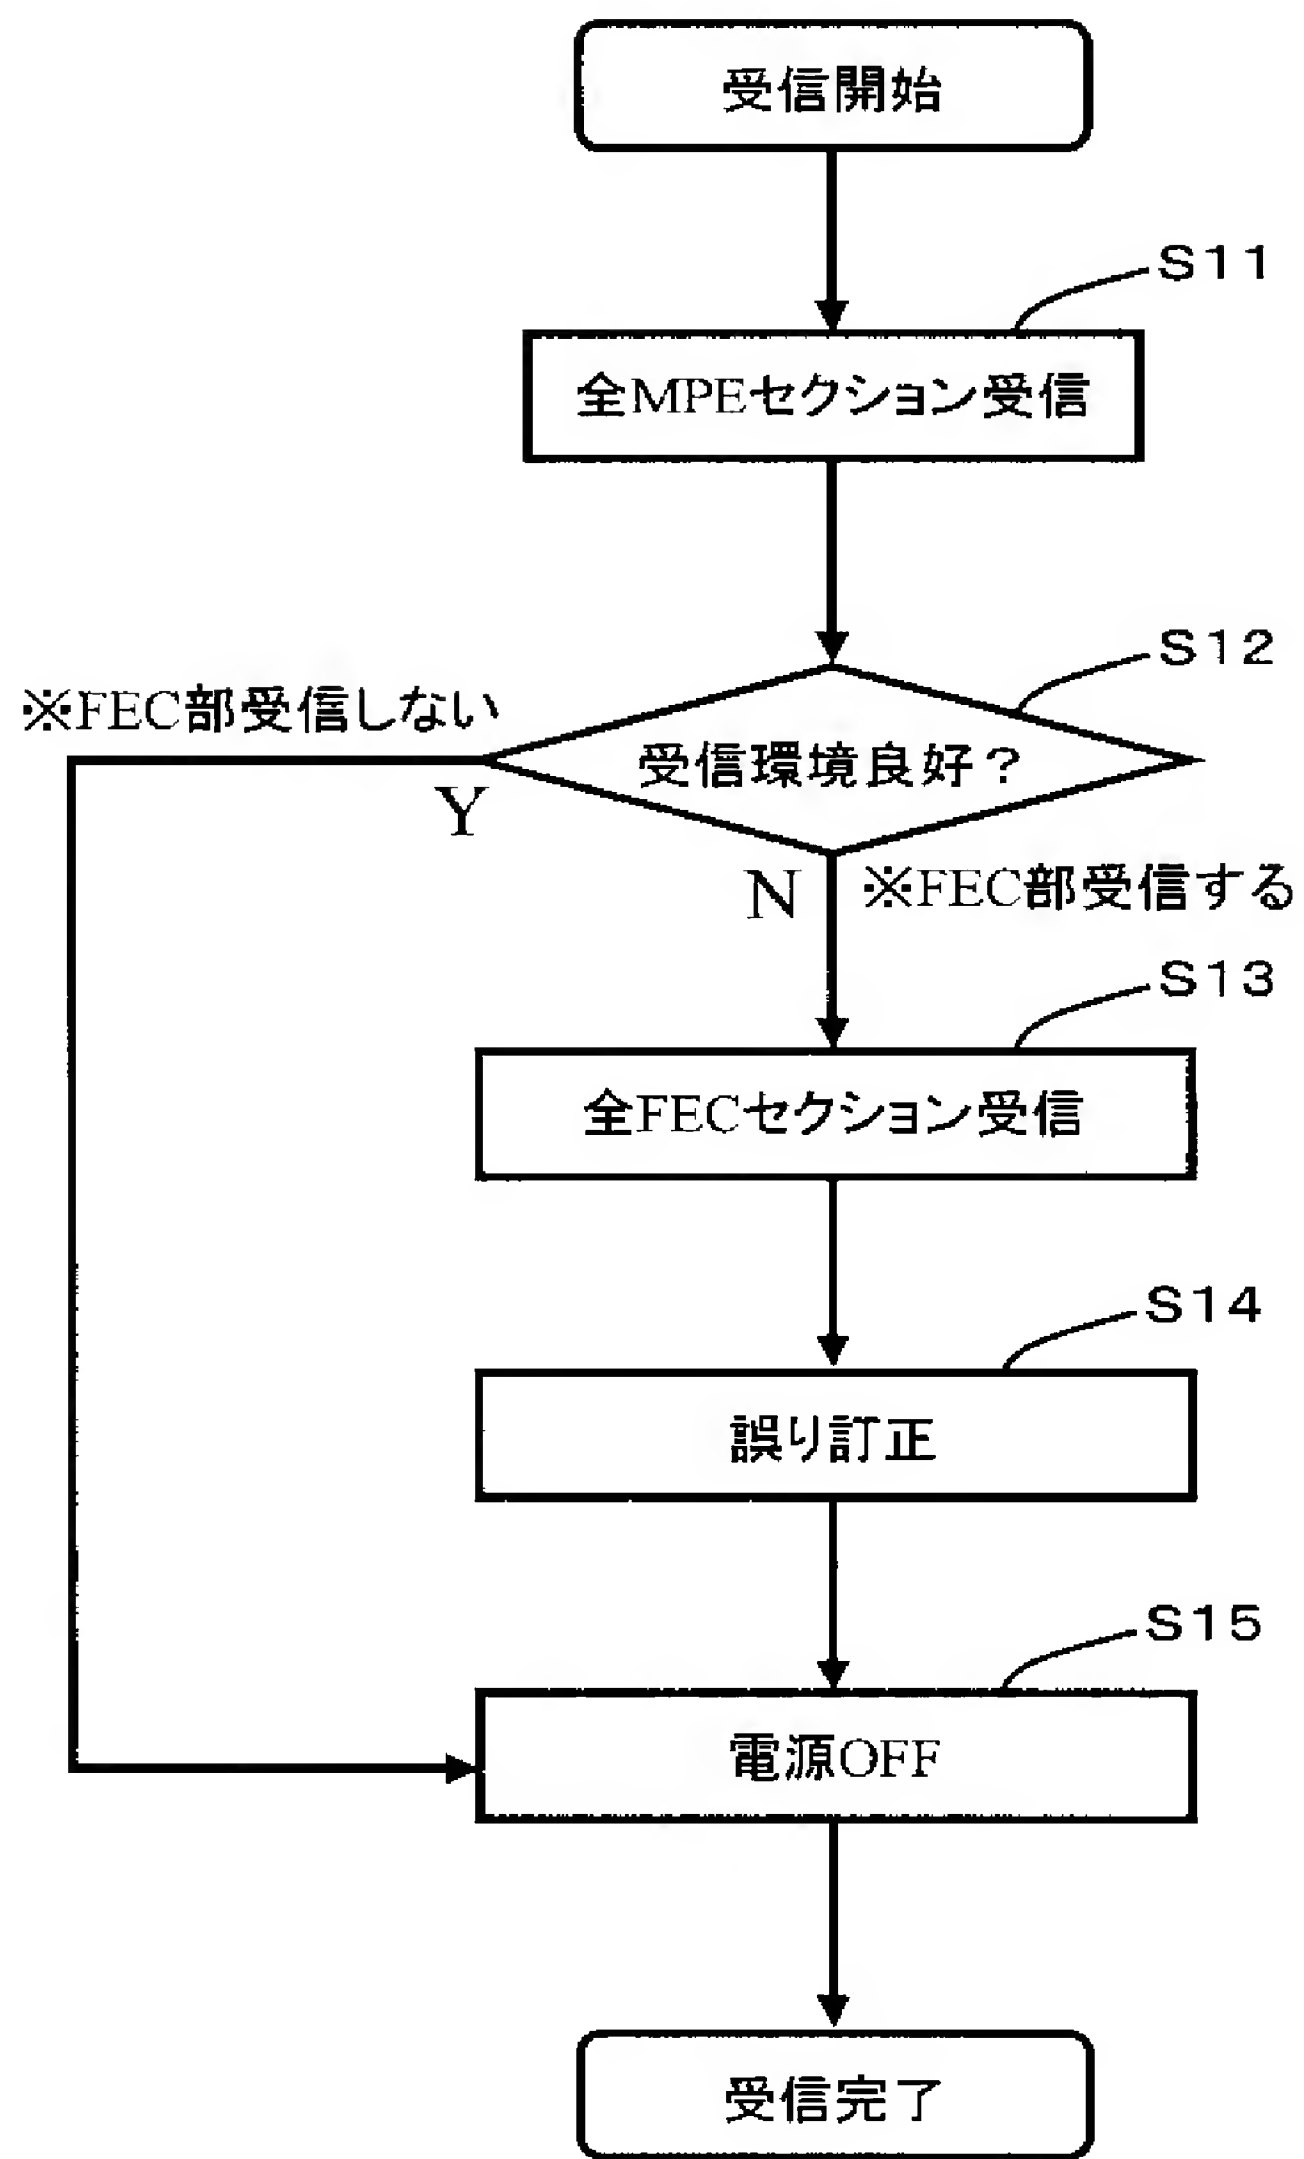 受信開始
S11
全MPEセクション受信
S12
※FEC部受信しない
受信環境良好？
Y
N
※FEC部受信する
S13
全FECセクション受信
S14
誤り訂正
S15
電源OFF
受信完了